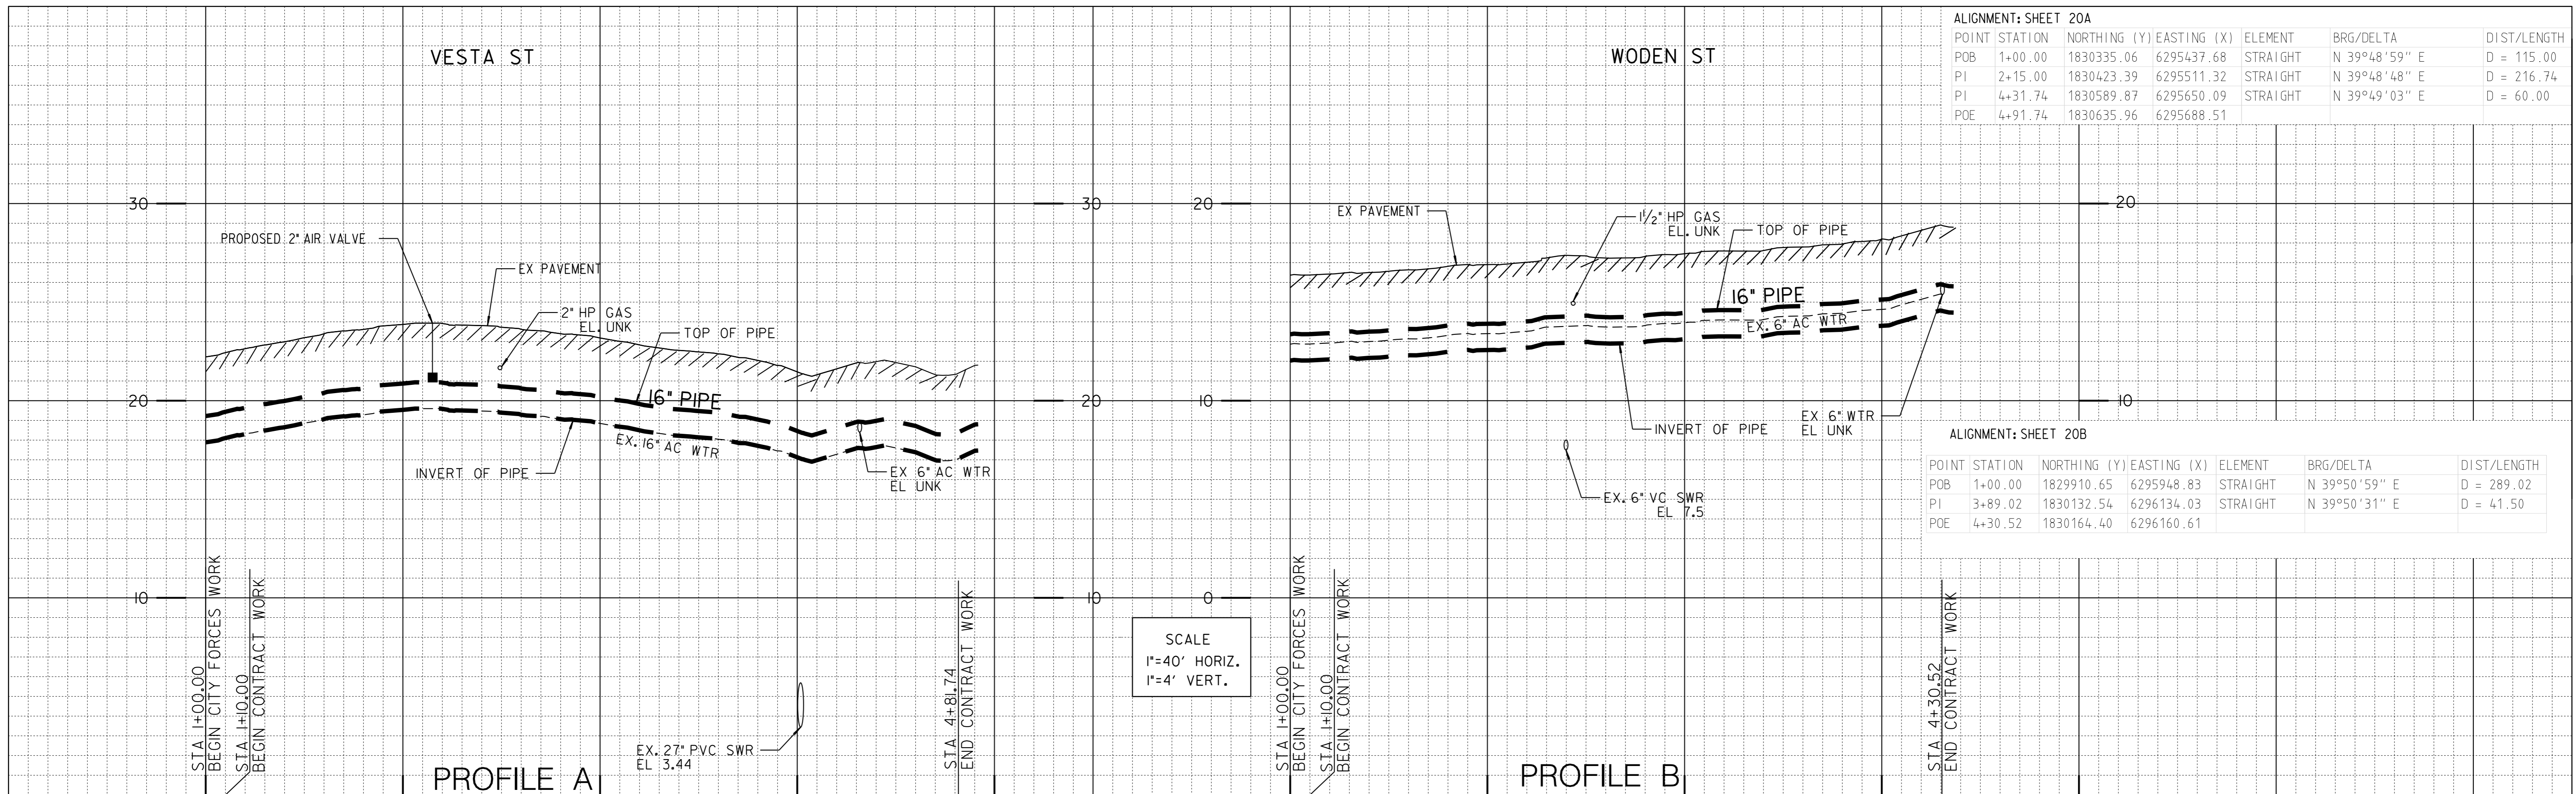 VESTA ST
30
30
PROPOSED 2" AIR VALVE
EX PAVEMENT
2" HP GAS
EL. UNK
TOP OF PIPE
20
20
16" PIPE
EX. 16" AC WTR
INVERT OF PIPE
EX 6" AC WTR
EL UNK
10
10
STA 1+00.00
BEGIN CITY FORCES WORK
STA 1+10.00
BEGIN CONTRACT WORK
EX. 27" PVC SWR
EL 3.44
STA 4+81.74
END CONTRACT WORK
PROFILE A
SCALE
1"=40' HORIZ.
1"=4' VERT.
WODEN ST
20
20
EX PAVEMENT
1½" HP GAS
EL. UNK
TOP OF PIPE
10
10
16" PIPE
EX. 6" AC WTR
INVERT OF PIPE
EX 6" WTR
EL UNK
EX. 6" VC SWR
EL 7.5
0
STA 1+00.00
BEGIN CITY FORCES WORK
STA 1+10.00
BEGIN CONTRACT WORK
STA 4+30.52
END CONTRACT WORK
PROFILE B
ALIGNMENT: SHEET 20A
POINT STATION NORTHING (Y) EASTING (X) ELEMENT BRG/DELTA DIST/LENGTH
POB 1+00.00 1830335.06 6295437.68 STRAIGHT N 39°48'59" E D = 115.00
PI 2+15.00 1830423.39 6295511.32 STRAIGHT N 39°48'48" E D = 216.74
PI 4+31.74 1830589.87 6295650.09 STRAIGHT N 39°49'03" E D = 60.00
POE 4+91.74 1830635.96 6295688.51
ALIGNMENT: SHEET 20B
POINT STATION NORTHING (Y) EASTING (X) ELEMENT BRG/DELTA DIST/LENGTH
POB 1+00.00 1829910.65 6295948.83 STRAIGHT N 39°50'59" E D = 289.02
PI 3+89.02 1830132.54 6296134.03 STRAIGHT N 39°50'31" E D = 41.50
POE 4+30.52 1830164.40 6296160.61